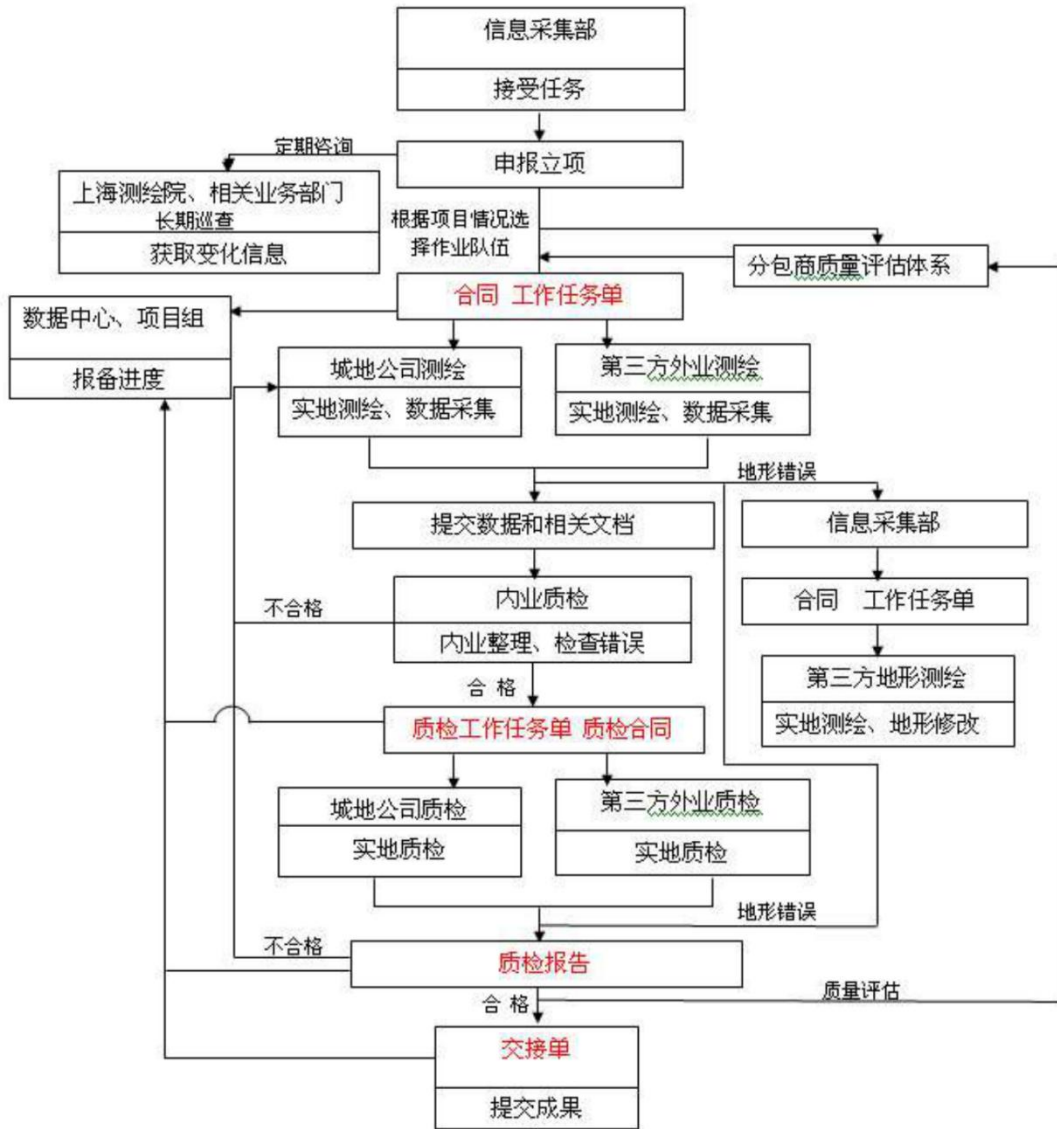 信息采集部
接受任务
定期咨询
申报立项
上海测绘院、相关业务部门
长期巡查
获取变化信息
根据项目情况选
择作业队伍
分包商质量评估体系
合同 工作任务单
数据中心、项目组
报备进度
城地公司测绘
实地测绘、数据采集
第三方外业测绘
实地测绘、数据采集
地形错误
提交数据和相关文档
信息采集部
内业质检
内业整理、检查错误
不合格
合同 工作任务单
合 格
第三方地形测绘
实地测绘、地形修改
质检工作任务单 质检合同
城地公司质检
实地质检
第三方外业质检
实地质检
地形错误
不合格
质检报告
合 格
质量评估
交接单
提交成果